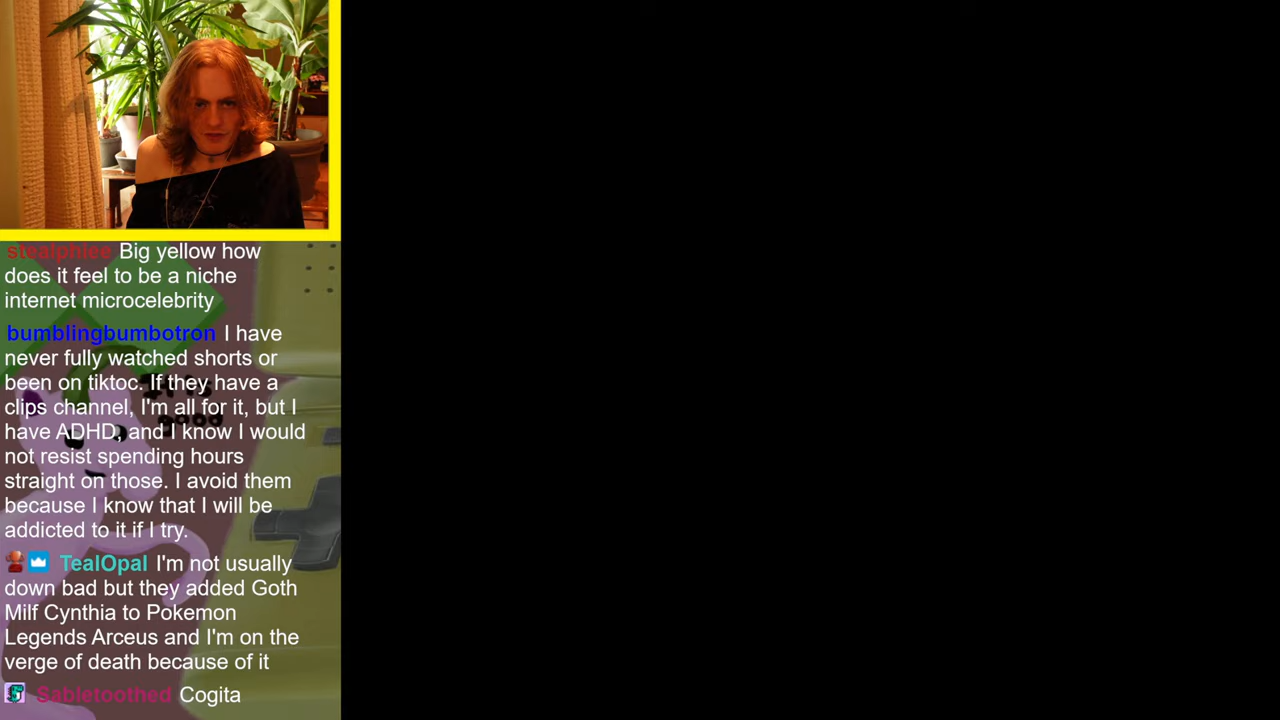 stealphiee Big yellow how
does it feel to be a niche
internet microcelebrity
bumblingbumbotron I have
never fully watched shorts or
been on tiktoc. If they have a
clips channel, I'm all for it, but I
have ADHD, and I know I would
not resist spending hours
straight on those. I avoid them
because I know that I will be
addicted to it if I try.
TealOpal I'm not usually
down bad but they added Goth
Milf Cynthia to Pokemon
Legends Arceus and I'm on the
verge of death because of it
Sabletoothed Cogita